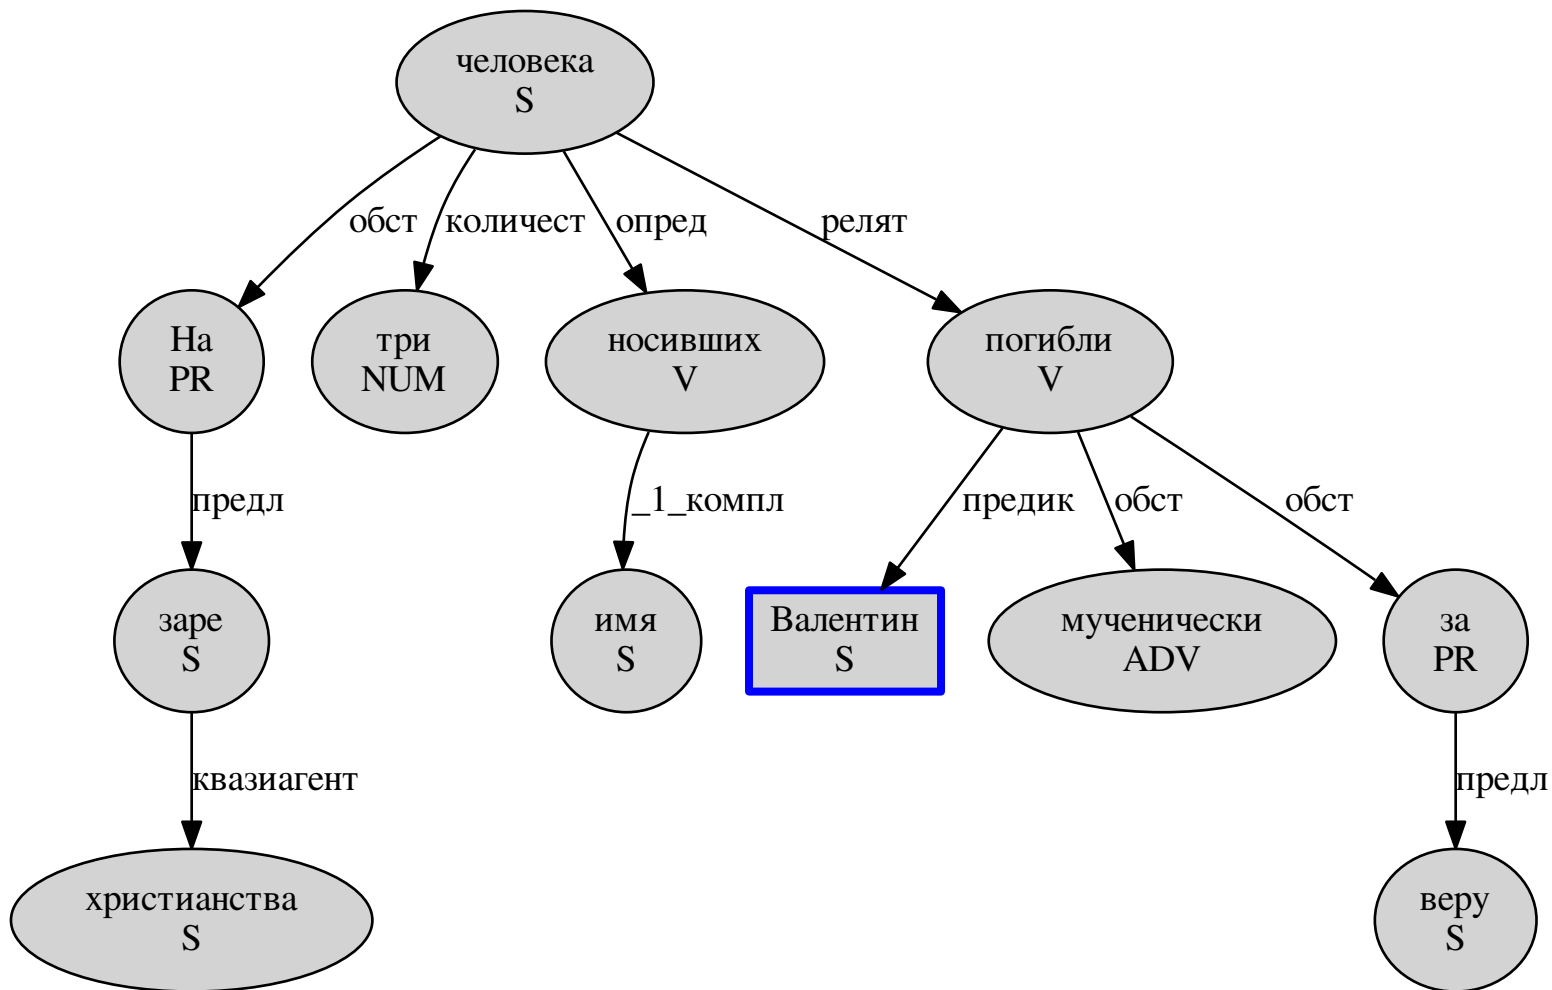 человека
S
обст
количест
опред
релят
На
PR
три
NUM
носивших
V
погибли
V
предл
_1_компл
предик
обст
обст
заре
S
имя
S
Валентин
S
мученически
ADV
за
PR
квазиагент
предл
христианства
S
веру
S